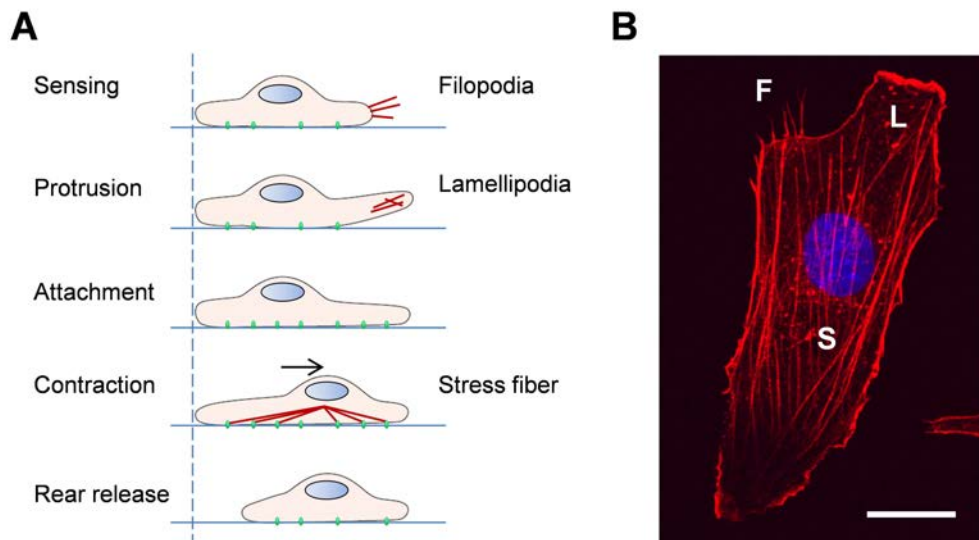 A
B
Sensing
Filopodia
Protrusion
Lamellipodia
Attachment
Contraction
Stress fiber
Rear release
F
L
S